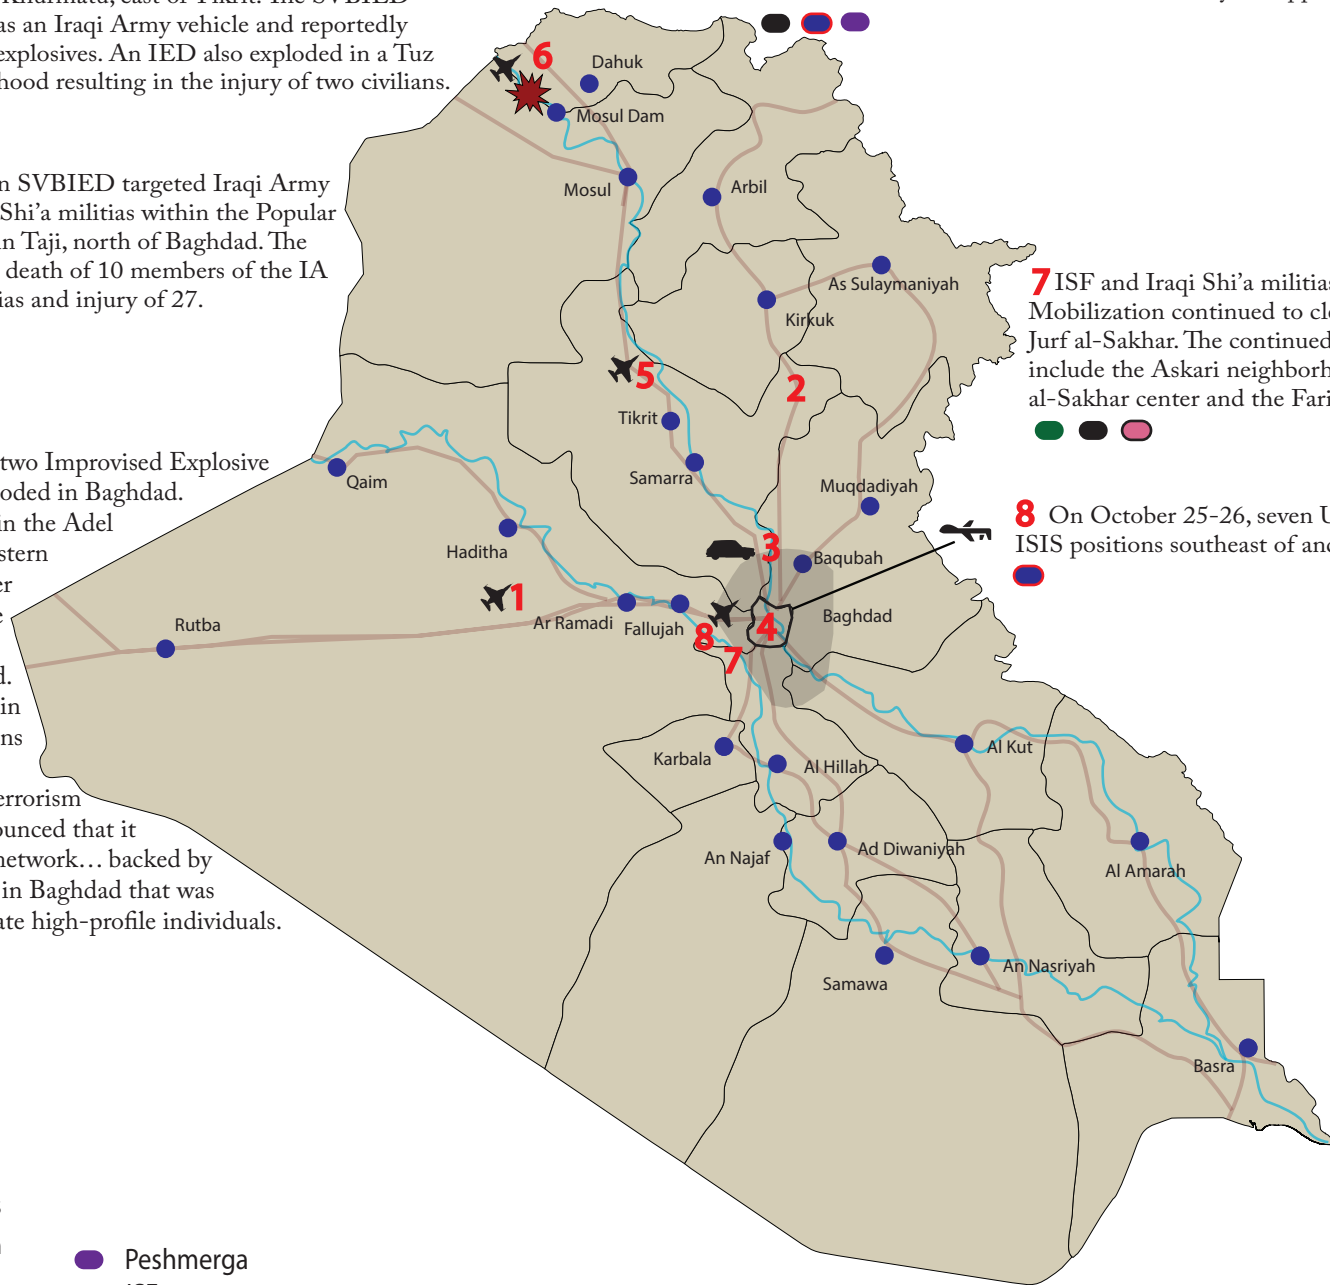 as an Iraqi Army vehicle and reportedly
explosives. An IED also exploded in a Tuz
hood resulting in the injury of two civilians.
n SVBIED targeted Iraqi Army
Shi’a militias within the Popular
in Taji, north of Baghdad. The
death of 10 members of the IA
ias and injury of 27.
two Improvised Explosive
oded in Baghdad.
in the Adel
stern
er
e
d.
in
ns
errorism
ounced that it
network… backed by
in Baghdad that was
ate high-profile individuals.
Peshmerga
6
Dahuk
Mosul Dam
Mosul
Arbil
As Sulaymaniyah
Kirkuk
5
2
Tikrit
Samarra
Qaim
Muqdadiyah
Haditha
3
Baqubah
1
Ar Ramadi
Fallujah
8
4
Baghdad
7
Rutba
Karbala
Al Hillah
Al Kut
An Najaf
Ad Diwaniyah
Al Amarah
Samawa
An Nasriyah
Basra
7 ISF and Iraqi Shi’a militias
Mobilization continued to cle
Jurf al-Sakhar. The continued
include the Askari neighborh
al-Sakhar center and the Fari
8 On October 25-26, seven U
ISIS positions southeast of and